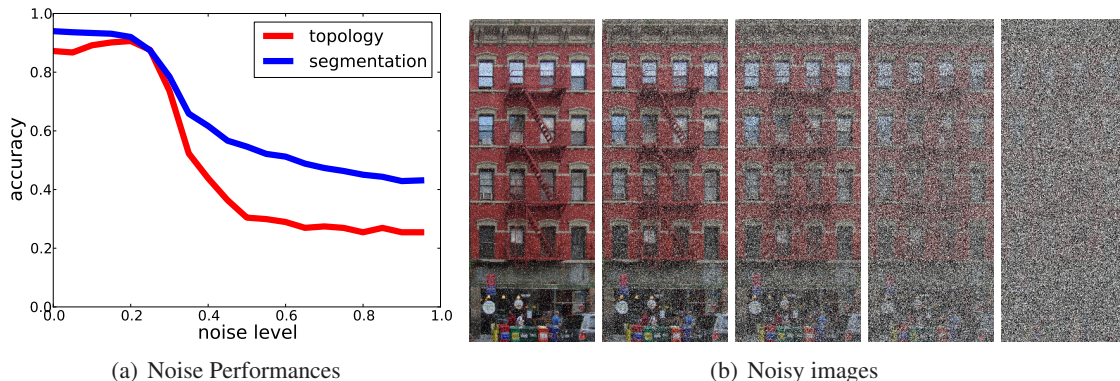 1.0
0.8
0.6
0.4
0.2
0.0
accuracy
topology
segmentation
0.0 0.2 0.4 0.6 0.8 1.0
noise level
(a) Noise Performances
(b) Noisy images